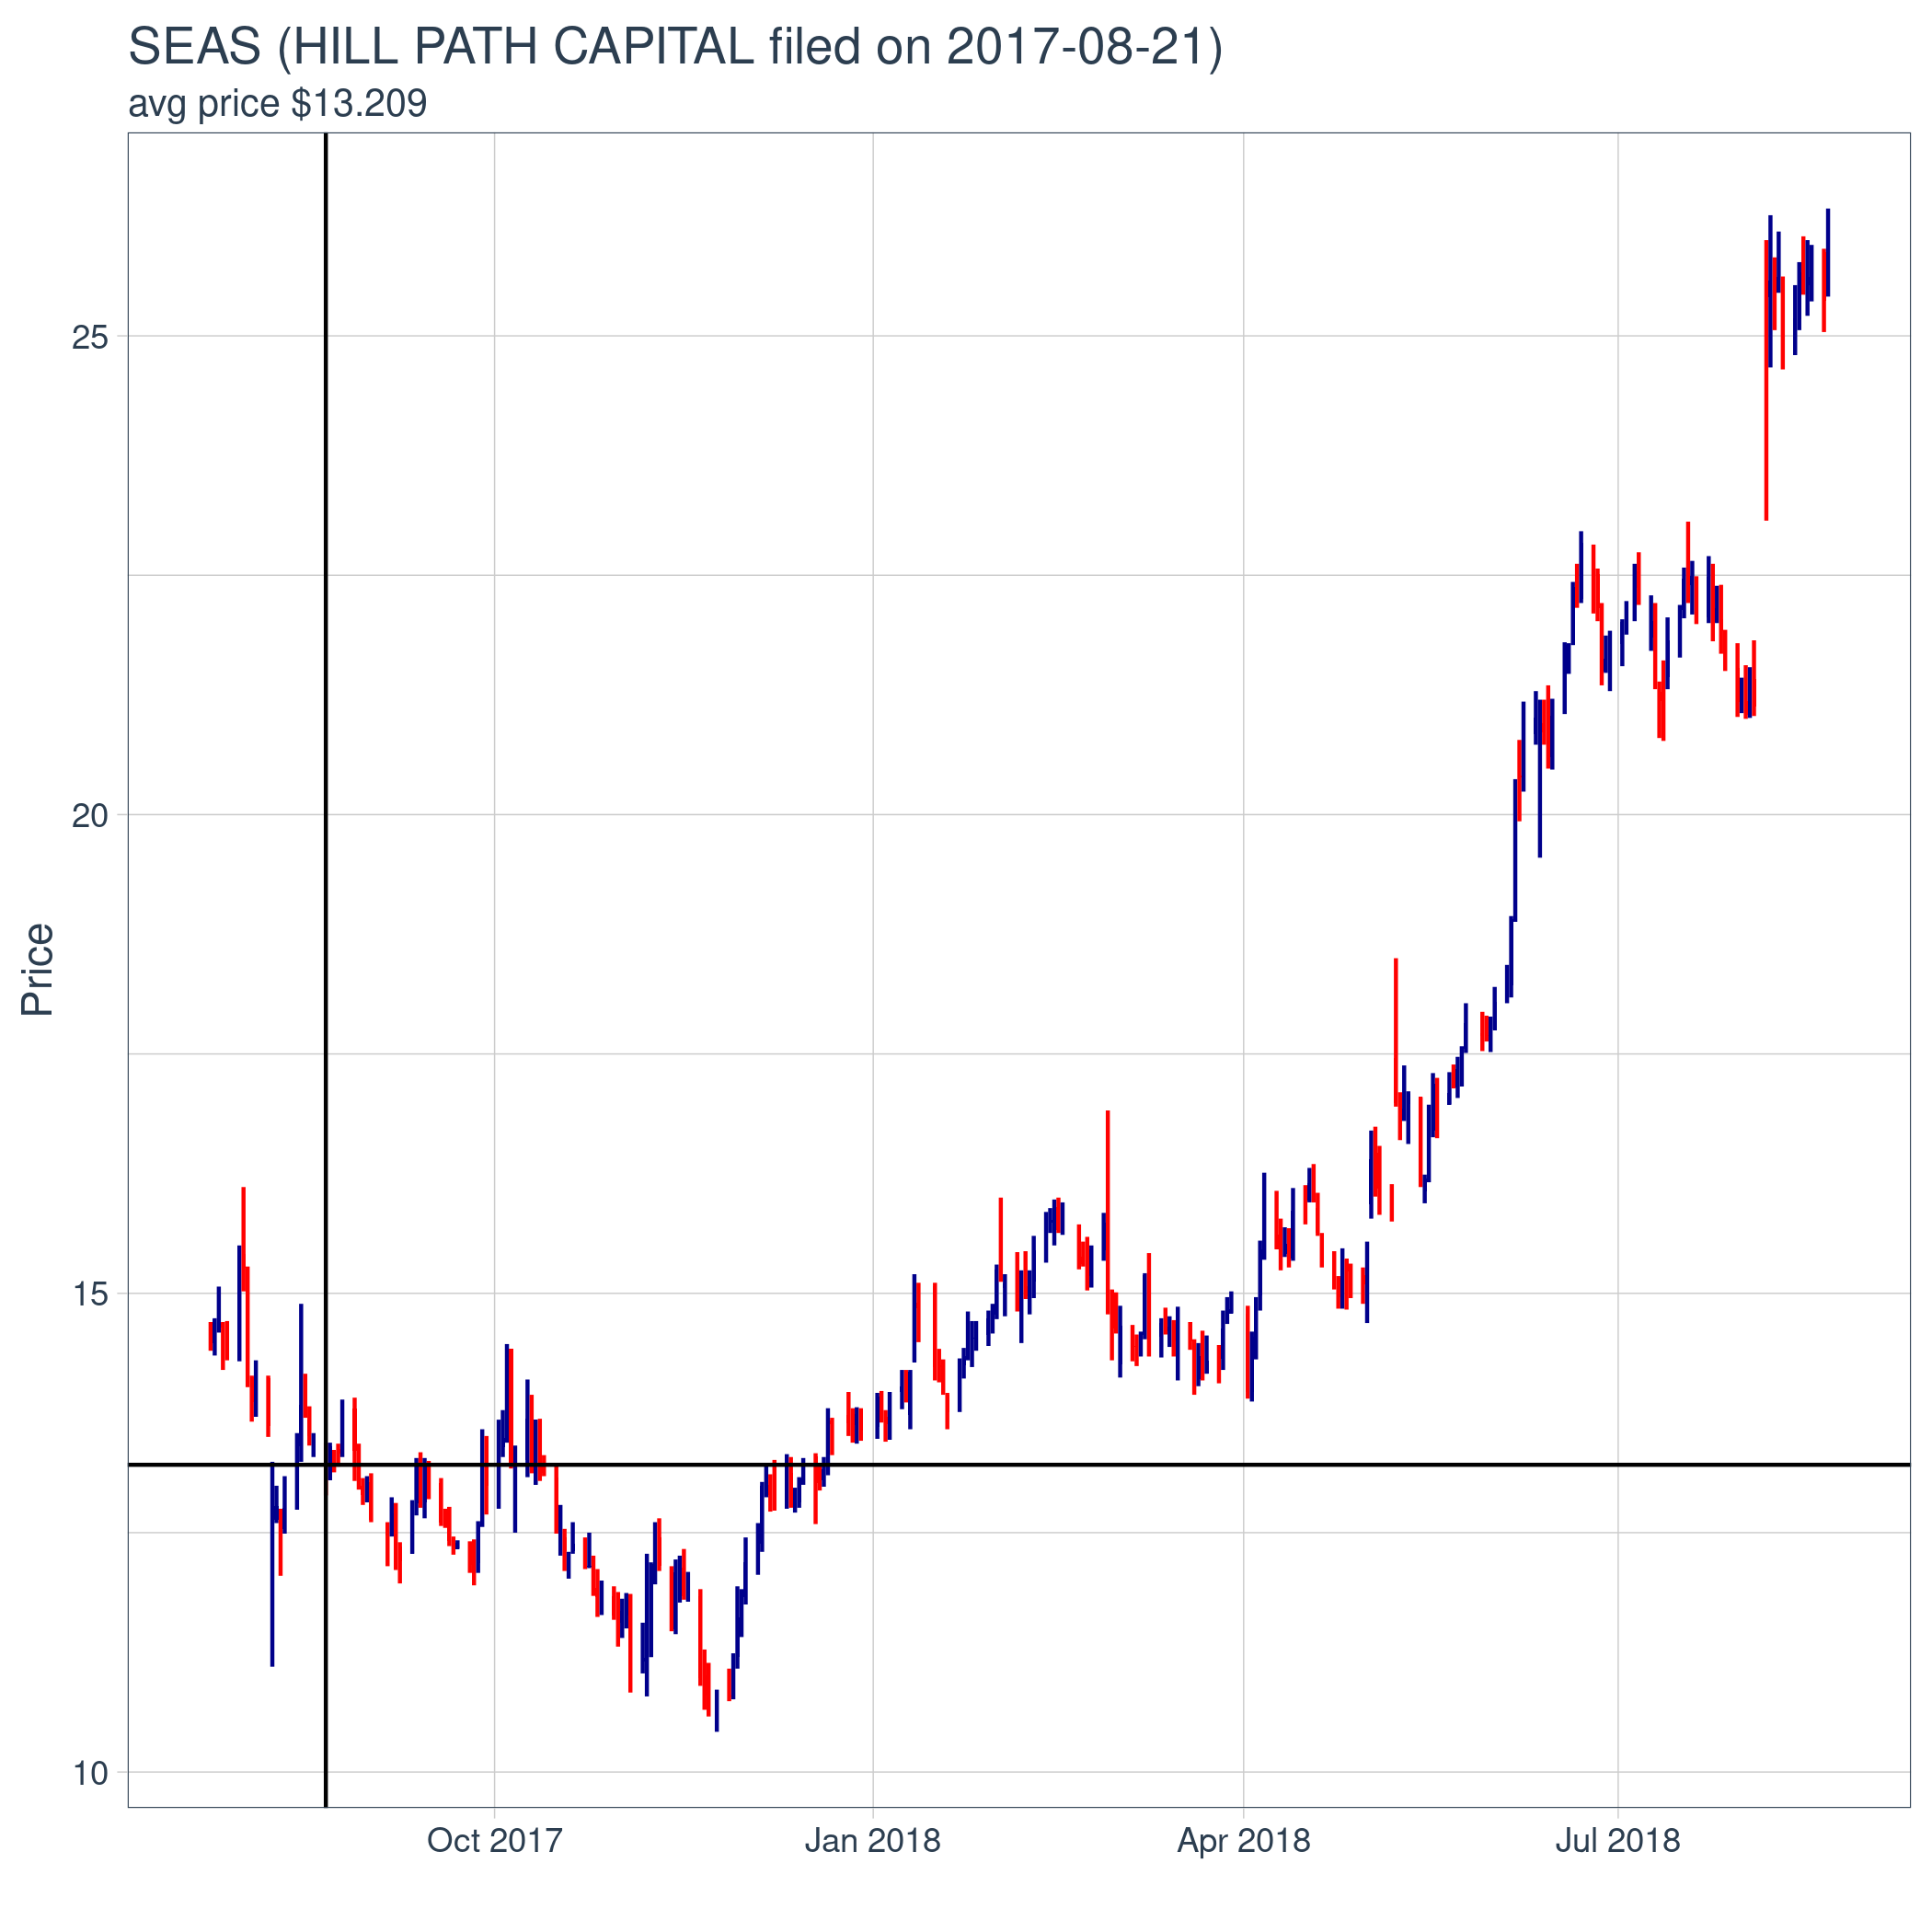 SEAS (HILL PATH CAPITAL filed on 2017-08-21)
avg price $13.209
25
20
15
10
Price
Oct 2017
Jan 2018
Apr 2018
Jul 2018